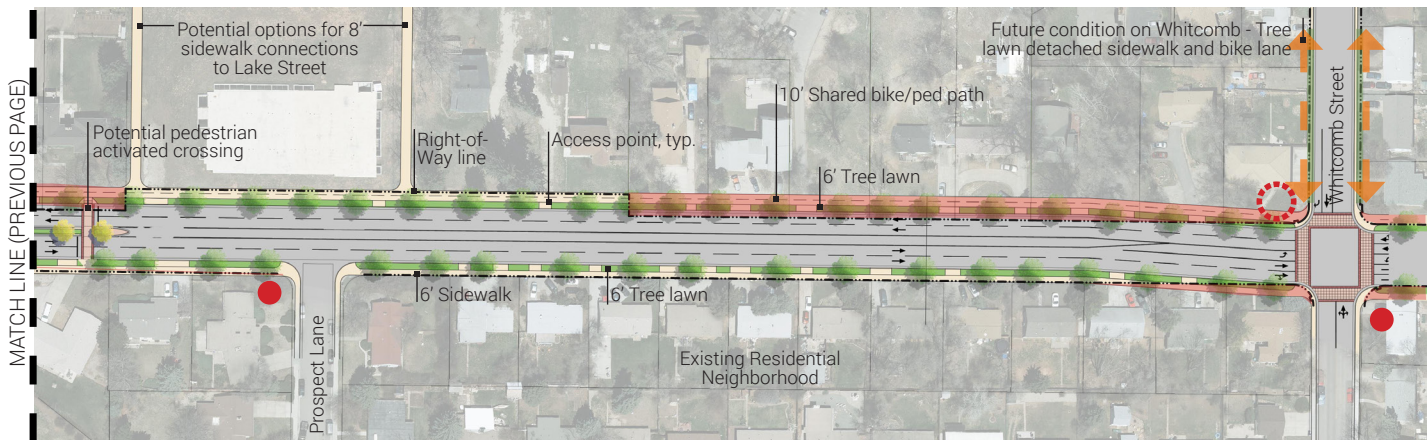 MATCH LINE (PREVIOUS PAGE)
Potential options for 8’
sidewalk connections
to Lake Street
Future condition on Whitcomb - Tree
lawn detached sidewalk and bike lane
Whitcomb Street
10’ Shared bike/ped path
Potential pedestrian
activated crossing
Right-of-
Way line
Access point, typ.
6’ Tree lawn
6’ Sidewalk
6’ Tree lawn
Prospect Lane
Existing Residential
Neighborhood